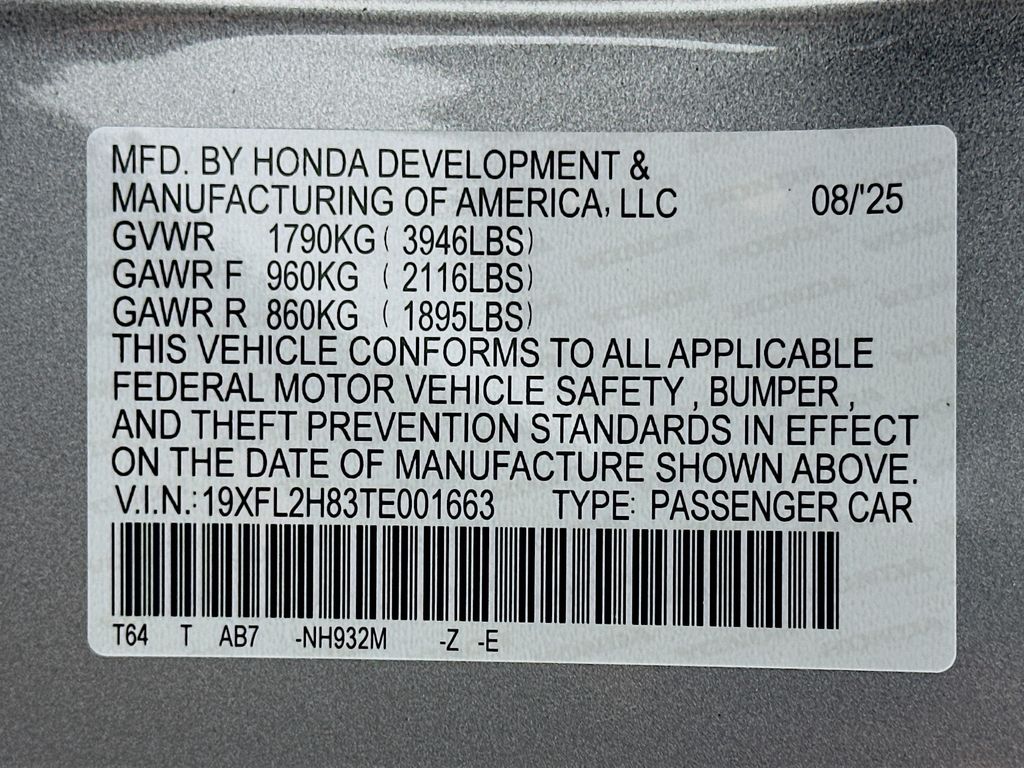 MFD. BY HONDA DEVELOPMENT &
MANUFACTURING OF AMERICA, LLC 08/'25
GVWR 1790KG ( 3946LBS)
GAWR F 960KG ( 2116LBS)
GAWR R 860KG ( 1895LBS)
THIS VEHICLE CONFORMS TO ALL APPLICABLE
FEDERAL MOTOR VEHICLE SAFETY , BUMPER ,
AND THEFT PREVENTION STANDARDS IN EFFECT
ON THE DATE OF MANUFACTURE SHOWN ABOVE.
V.I.N.: 19XFL2H83TE001663 TYPE: PASSENGER CAR
T64 T AB7 -NH932M -Z -E